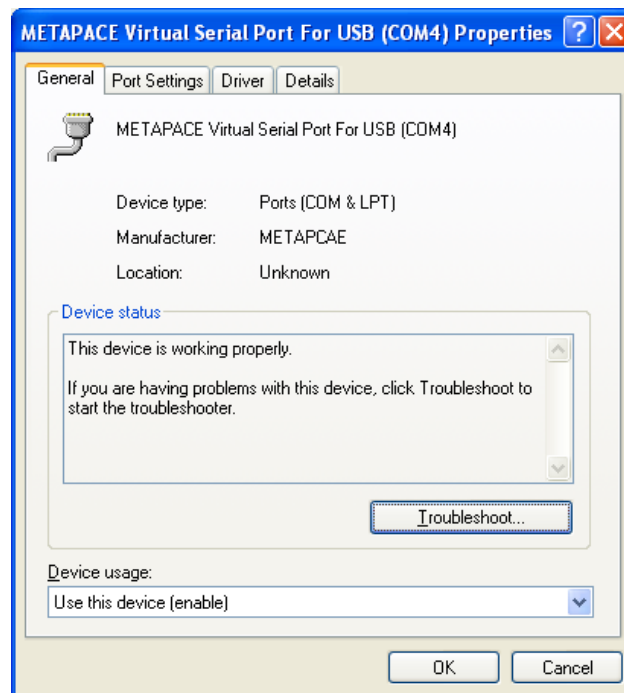 METAPACE Virtual Serial Port For USB (COM4) Properties
General Port Settings Driver Details
METAPACE Virtual Serial Port For USB (COM4)
Device type: Ports (COM & LPT)
Manufacturer: METAPCAE
Location: Unknown
Device status
This device is working properly.
If you are having problems with this device, click Troubleshoot to
start the troubleshooter.
Troubleshoot...
Device usage:
Use this device (enable)
OK Cancel